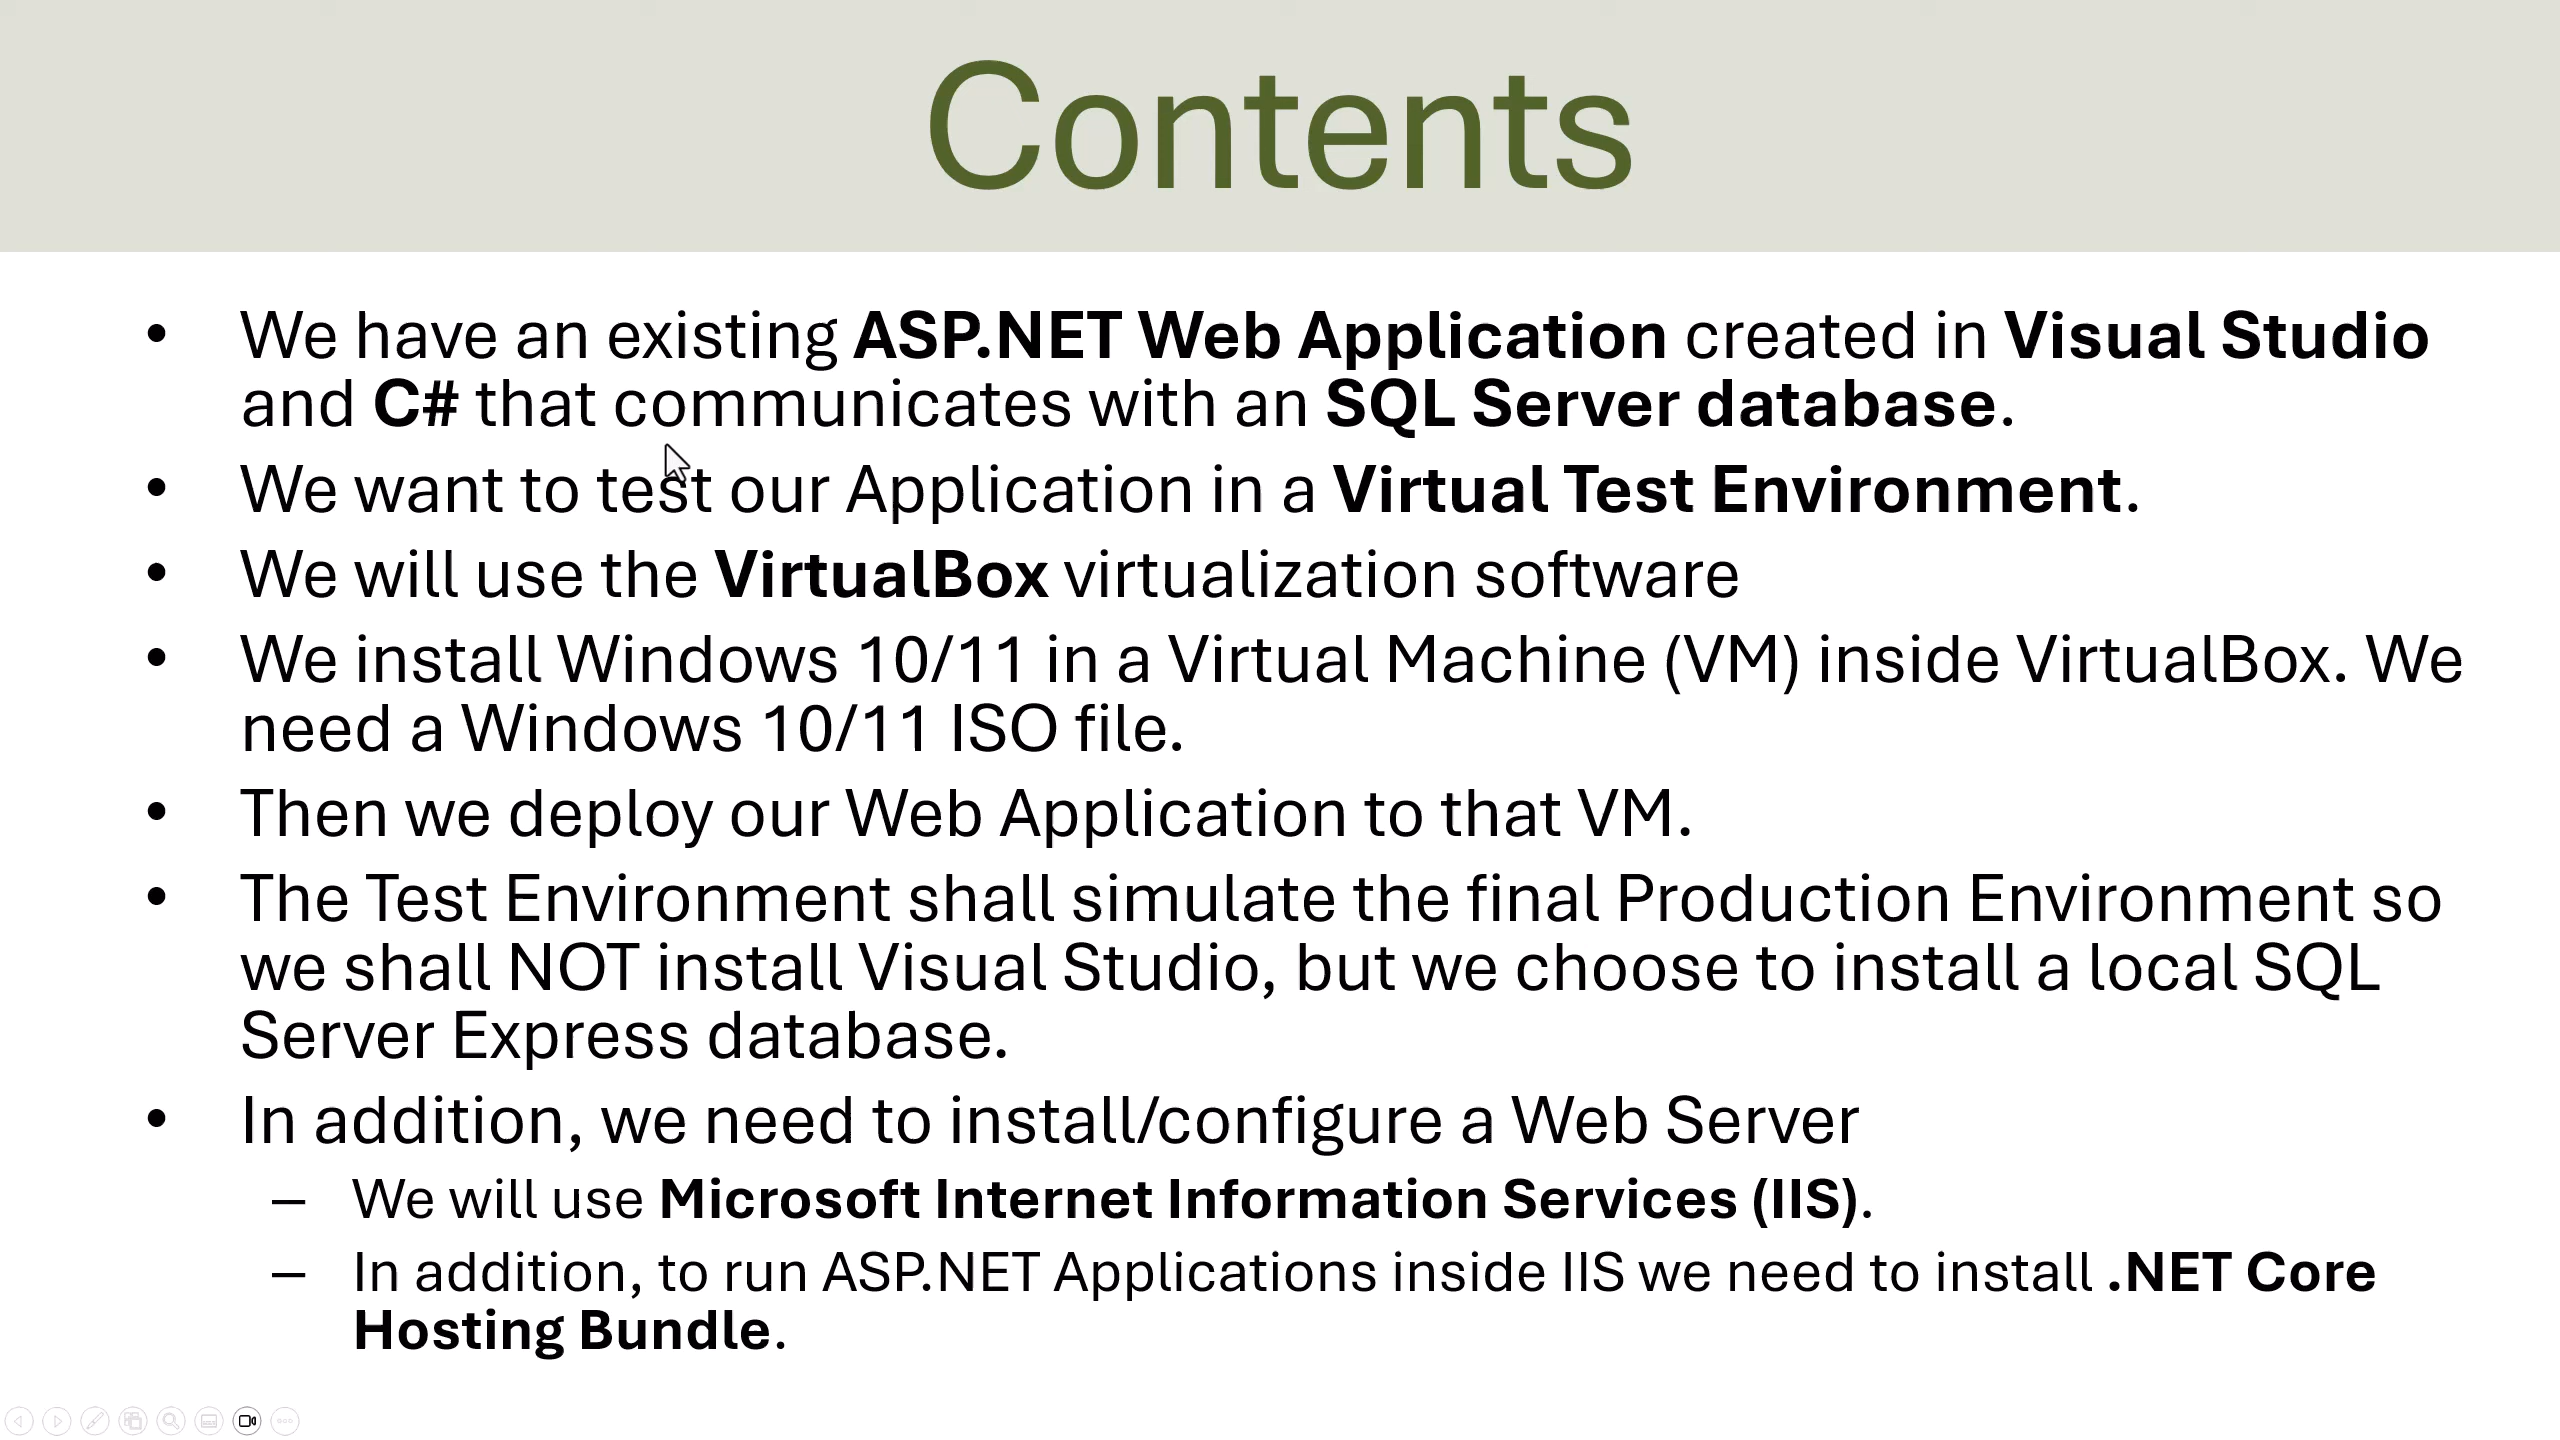 Contents
• We have an existing ASP.NET Web Application created in Visual Studio
and C# that communicates with an SQL Server database.
• We want to test our Application in a Virtual Test Environment.
• We will use the VirtualBox virtualization software
• We install Windows 10/11 in a Virtual Machine (VM) inside VirtualBox. We
need a Windows 10/11 ISO file.
• Then we deploy our Web Application to that VM.
• The Test Environment shall simulate the final Production Environment so
we shall NOT install Visual Studio, but we choose to install a local SQL
Server Express database.
• In addition, we need to install/configure a Web Server
– We will use Microsoft Internet Information Services (IIS).
– In addition, to run ASP.NET Applications inside IIS we need to install .NET Core
Hosting Bundle.